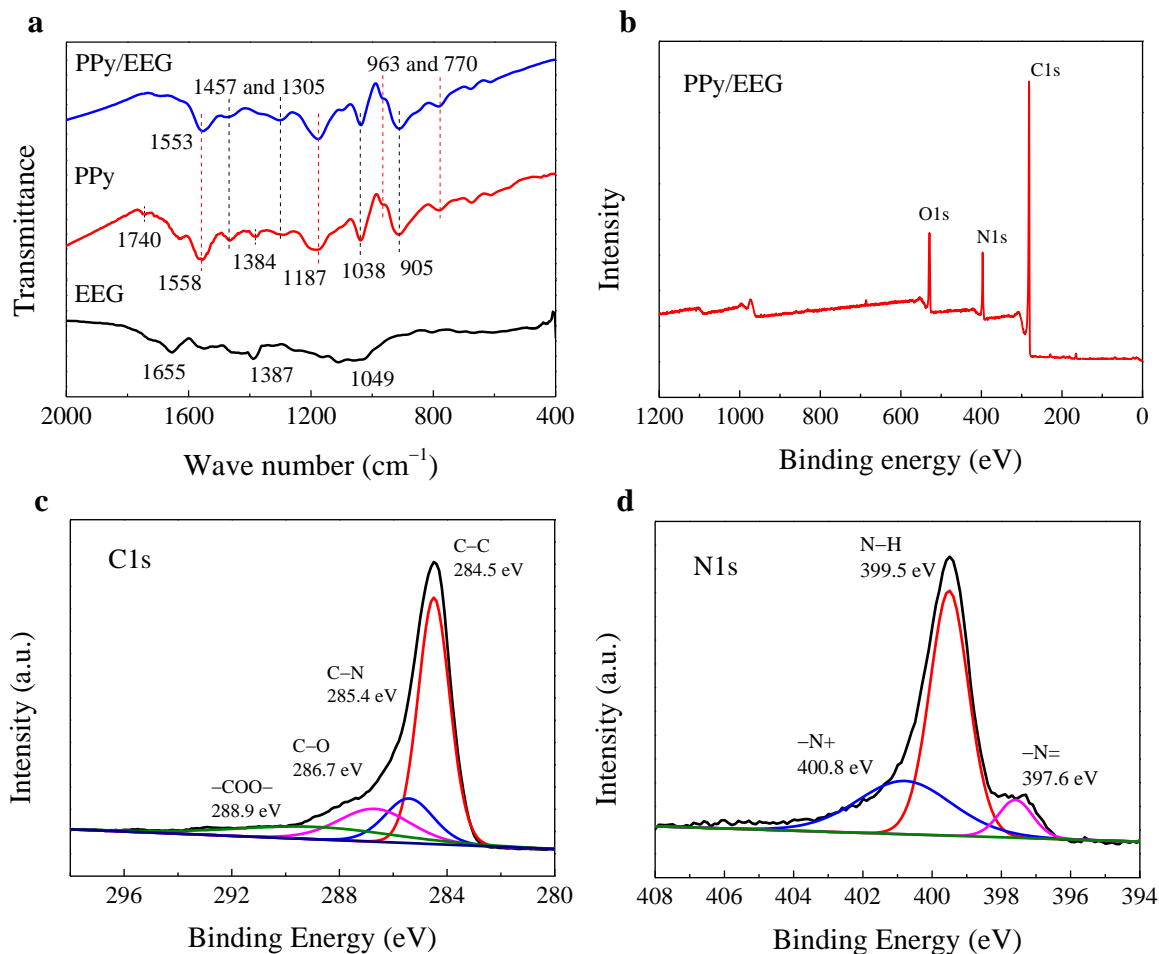 a
PPy/EEG
963 and 770
1457 and 1305
1553
PPy
1740
1558
1384
1187
1038
905
EEG
1655
1387
1049
Transmittance
2000
1600
1200
800
400
Wave number (cm⁻¹)
b
PPy/EEG
C1s
O1s
N1s
Intensity
1200
1000
800
600
400
200
0
Binding energy (eV)
c
C1s
C–C
284.5 eV
C–N
285.4 eV
C–O
286.7 eV
–COO–
288.9 eV
Intensity (a.u.)
296
292
288
284
280
Binding Energy (eV)
d
N1s
N–H
399.5 eV
–N+
400.8 eV
–N=
397.6 eV
Intensity (a.u.)
408
406
404
402
400
398
396
394
Binding Energy (eV)